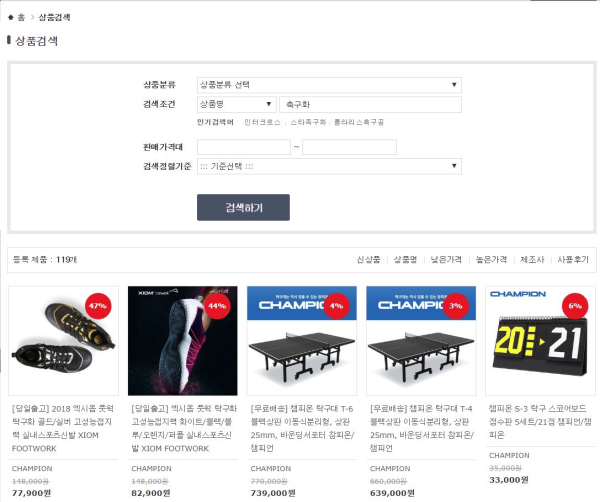 홈 > 상품검색
상품검색
상품분류 상품분류 선택
검색조건 상품명 축구화
인기검색어 인터크로스 스타축구화 폴라리스축구공
판매가격대 ~
검색정렬기준 ::: 기준선택 :::
검색하기
등록 제품 : 119개
신상품 상품명 낮은가격 높은가격 제조사 사용후기
47%
XIOM
44%
CHAMPION
4%
CHAMPION
3%
CHAMPION
6%
20 21
[당일출고] 2018 엑시옴 풋웍
탁구화 골드/실버 고성능접지
력 실내스포츠신발 XIOM
FOOTWORK
CHAMPION
148,000원
77,900원
[당일출고] 엑시옴 풋웍 탁구화
고성능접지력 화이트/블랙/블
루/오렌지/퍼플 실내스포츠신
발 XIOM FOOTWORK
CHAMPION
148,000원
82,900원
[무료배송] 챔피온 탁구대 T-6
블랙상판 이동식분리형, 상판
25mm, 바운딩서포터 참피온/
챔피언
CHAMPION
770,000원
739,000원
[무료배송] 챔피온 탁구대 T-4
블랙상판 이동식분리형, 상판
25mm, 바운딩서포터 참피온/
챔피언
CHAMPION
660,000원
639,000원
챔피온 S-3 탁구 스코어보드
점수판 5세트/21점 챔피언/참
피온
CHAMPION
35,000원
33,000원